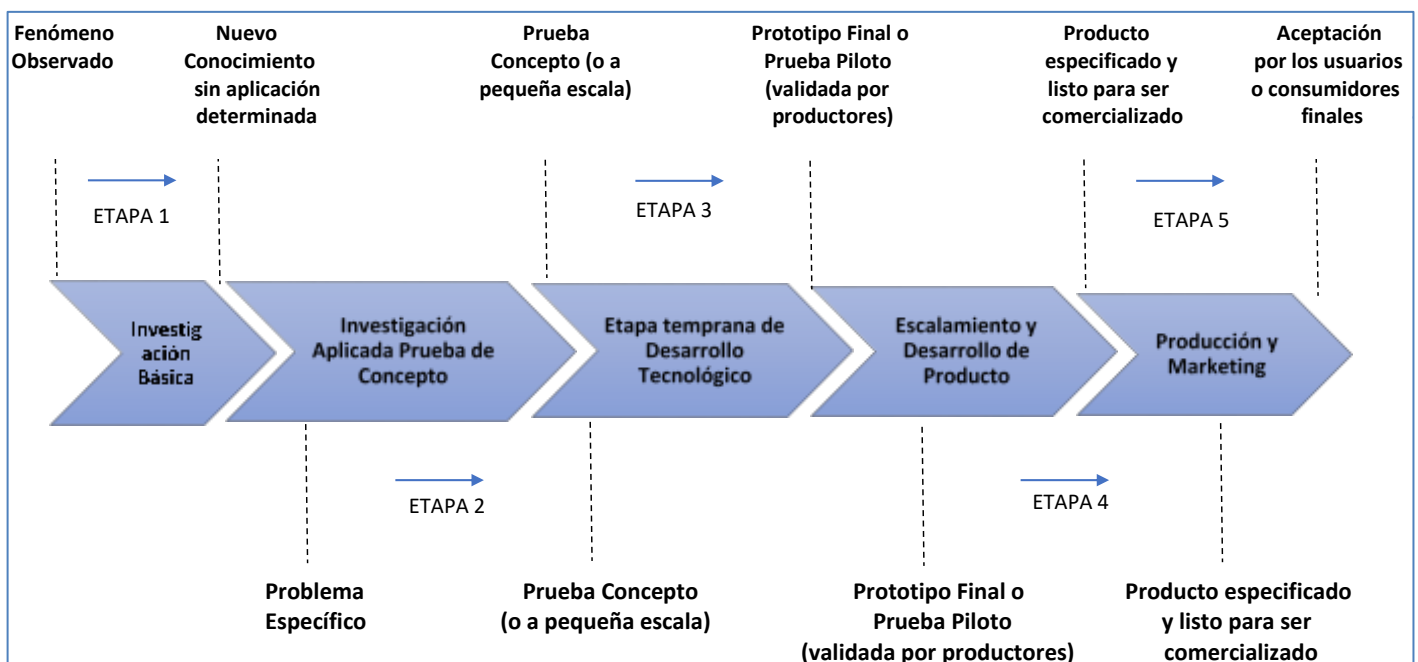 Fenómeno
Observado
Nuevo
Conocimiento
sin aplicación
determinada
Prueba
Concepto (o a
pequeña escala)
Prototipo Final o
Prueba Piloto
(validada por
productores)
Producto
especificado y
listo para ser
comercializado
Aceptación
por los usuarios
o consumidores
finales
ETAPA 1
ETAPA 3
ETAPA 5
Investig
ación
Básica
Investigación
Aplicada Prueba de
Concepto
Etapa temprana de
Desarrollo
Tecnológico
Escalamiento y
Desarrollo de
Producto
Producción y
Marketing
ETAPA 2
ETAPA 4
Problema
Específico
Prueba Concepto
(o a pequeña escala)
Prototipo Final o
Prueba Piloto
(validada por productores)
Producto especificado
y listo para ser
comercializado